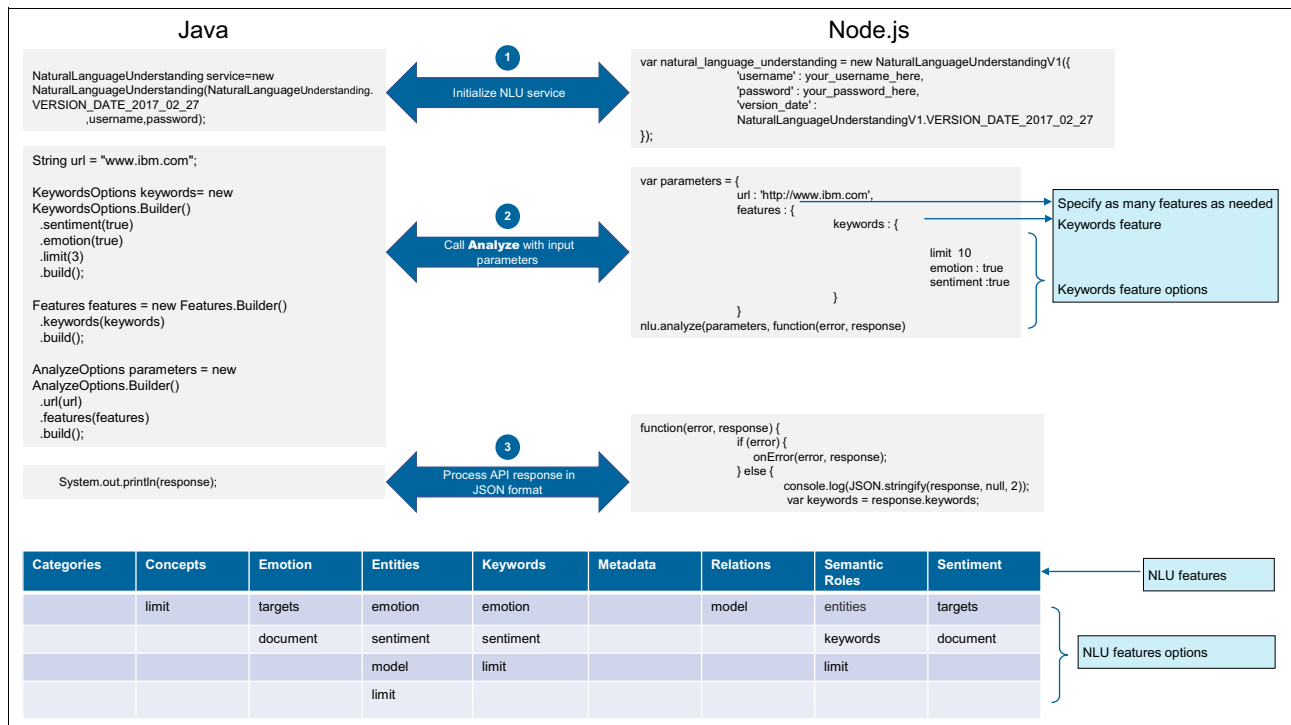 Java
Node.js
NaturalLanguageUnderstanding service=new
NaturalLanguageUnderstanding(NaturalLanguageUnderstanding.
VERSION_DATE_2017_02_27
,username,password);
1
Initialize NLU service
var natural_language_understanding = new NaturalLanguageUnderstandingV1({
'username' : your_username_here,
'password' : your_password_here,
'version_date' :
NaturalLanguageUnderstandingV1.VERSION_DATE_2017_02_27
});
String url = "www.ibm.com";
KeywordsOptions keywords= new
KeywordsOptions.Builder()
.sentiment(true)
.emotion(true)
.limit(3)
.build();
Features features = new Features.Builder()
.keywords(keywords)
.build();
AnalyzeOptions parameters = new
AnalyzeOptions.Builder()
.url(url)
.features(features)
.build();
2
Call Analyze with input
parameters
var parameters = {
url : 'http://www.ibm.com',
features : {
keywords : {
limit 10
emotion : true
sentiment :true
}
}
nlu.analyze(parameters, function(error, response)
Specify as many features as needed
Keywords feature
Keywords feature options
System.out.println(response);
3
Process API response in
JSON format
function(error, response) {
if (error) {
onError(error, response);
} else {
console.log(JSON.stringify(response, null, 2));
var keywords = response.keywords;
Categories Concepts Emotion Entities Keywords Metadata Relations Semantic Roles Sentiment
limit targets emotion emotion model entities targets
document sentiment sentiment keywords document
model limit limit
limit
NLU features
NLU features options